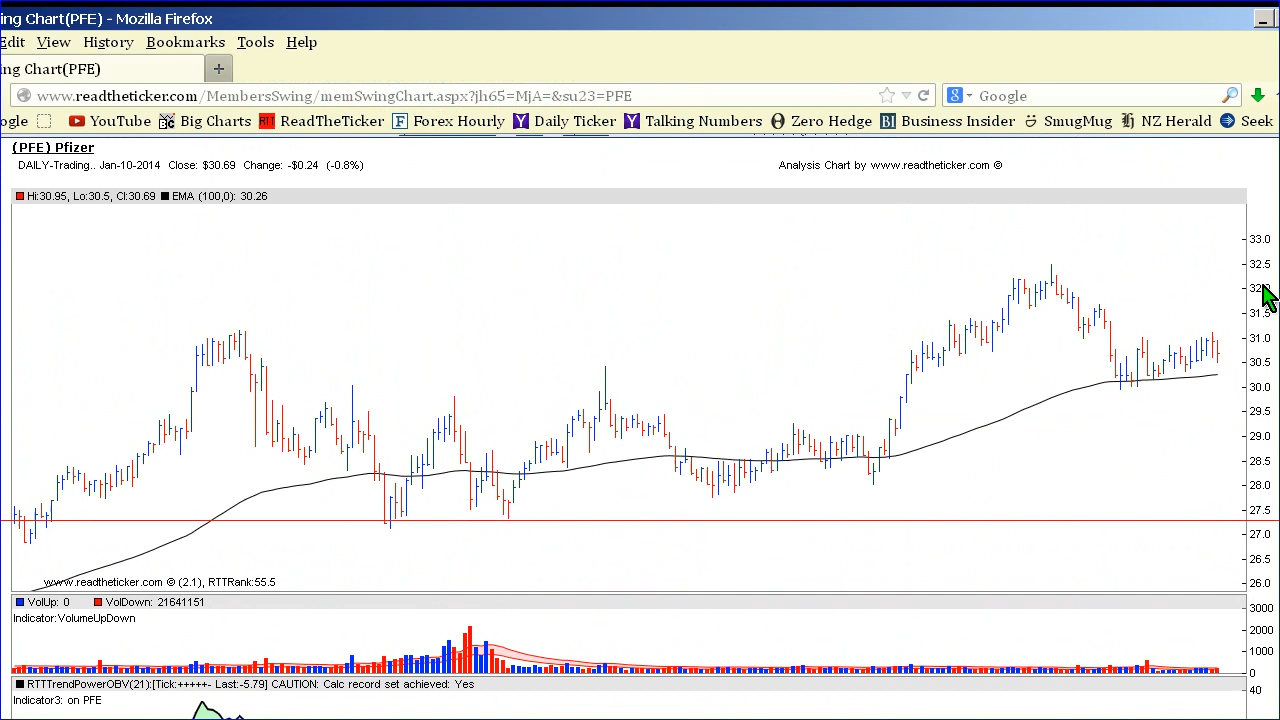 ing Chart(PFE) - Mozilla Firefox
Edit View History Bookmarks Tools Help
ng Chart(PFE) +
www.readtheticker.com/MembersSwing/memSwingChart.aspx?jh65=MjA=&su23=PFE Google
ogle YouTube Big Charts RTT ReadTheTicker Forex Hourly Daily Ticker Talking Numbers Zero Hedge BI Business Insider SmugMug NZ Herald Seek
(PFE) Pfizer
DAILY-Trading.. Jan-10-2014 Close: $30.69 Change: -$0.24 (-0.8%) Analysis Chart by www.readtheticker.com ©
Hi:30.95, Lo:30.5, Cl:30.69 EMA (100,0): 30.26
33.0
32.5
31.5
31.0
30.5
30.0
29.5
29.0
28.5
28.0
27.5
27.0
26.5
26.0
www.readtheticker.com © (2.1), RTTRank:55.5
VolUp: 0 VolDown: 21641151
Indicator:VolumeUpDown
3000
2000
1000
0
RTTTrendPowerOBV(21):[Tick:+++++- Last:-5.79] CAUTION: Calc record set achieved: Yes
40
Indicator3: on PFE